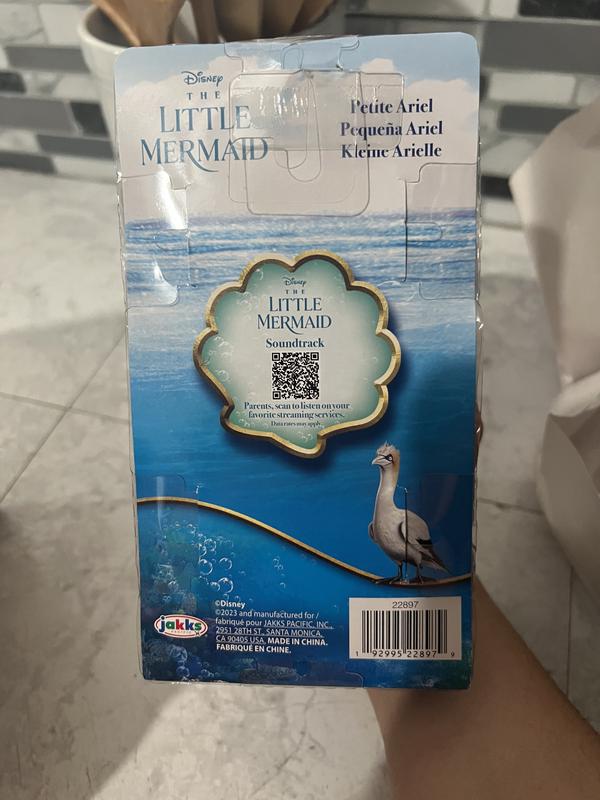 Disney
THE
LITTLE
MERMAID
Petite Ariel
Pequeña Ariel
Kleine Arielle
Disney
THE
LITTLE
MERMAID
Soundtrack
Parents, scan to listen on your
favorite streaming services.
Data rates may apply.
©Disney
©2023 and manufactured for /
fabriqué pour JAKKS PACIFIC, INC.,
2951 28TH ST., SANTA MONICA,
CA 90405 USA. MADE IN CHINA.
FABRIQUÉ EN CHINE.
jakks
PACIFIC
22897
1 92995 22897 9